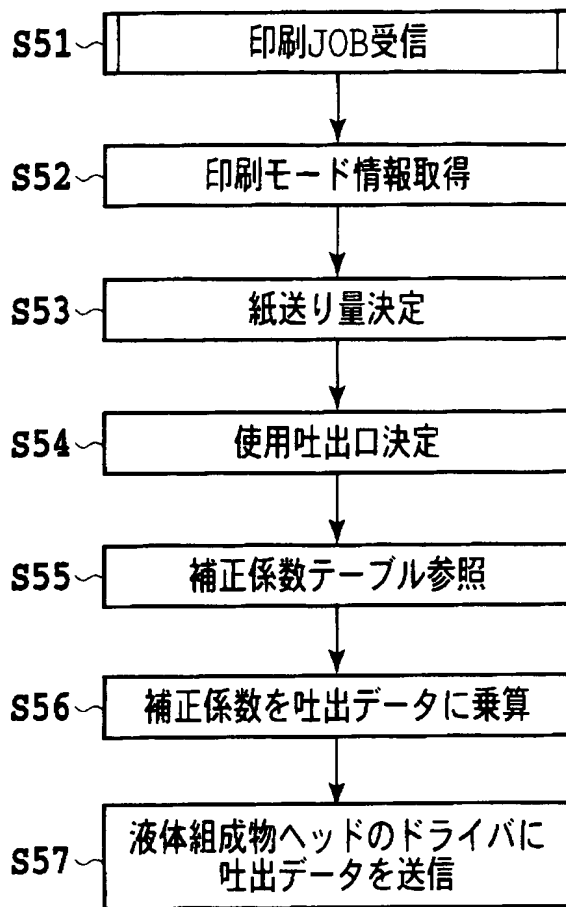 S51 印刷JOB受信
S52 印刷モード情報取得
S53 紙送り量決定
S54 使用吐出口決定
S55 補正係数テーブル参照
S56 補正係数を吐出データに乗算
S57 液体組成物ヘッドのドライバに
吐出データを送信